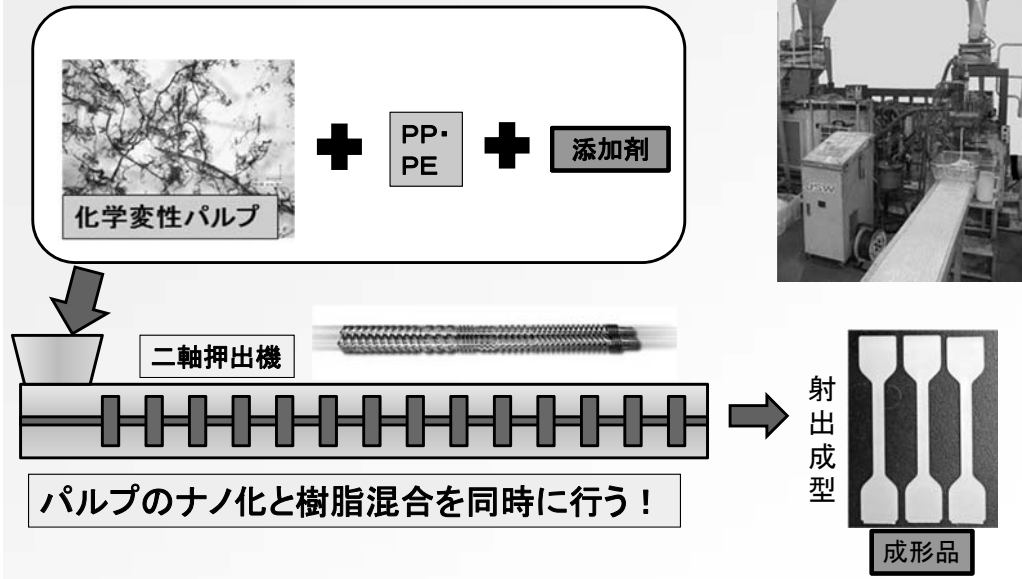 化学変性パルプ
PP・
PE
添加剤
JSW
二軸押出機
パルプのナノ化と樹脂混合を同時に行う！
射出成型
成形品